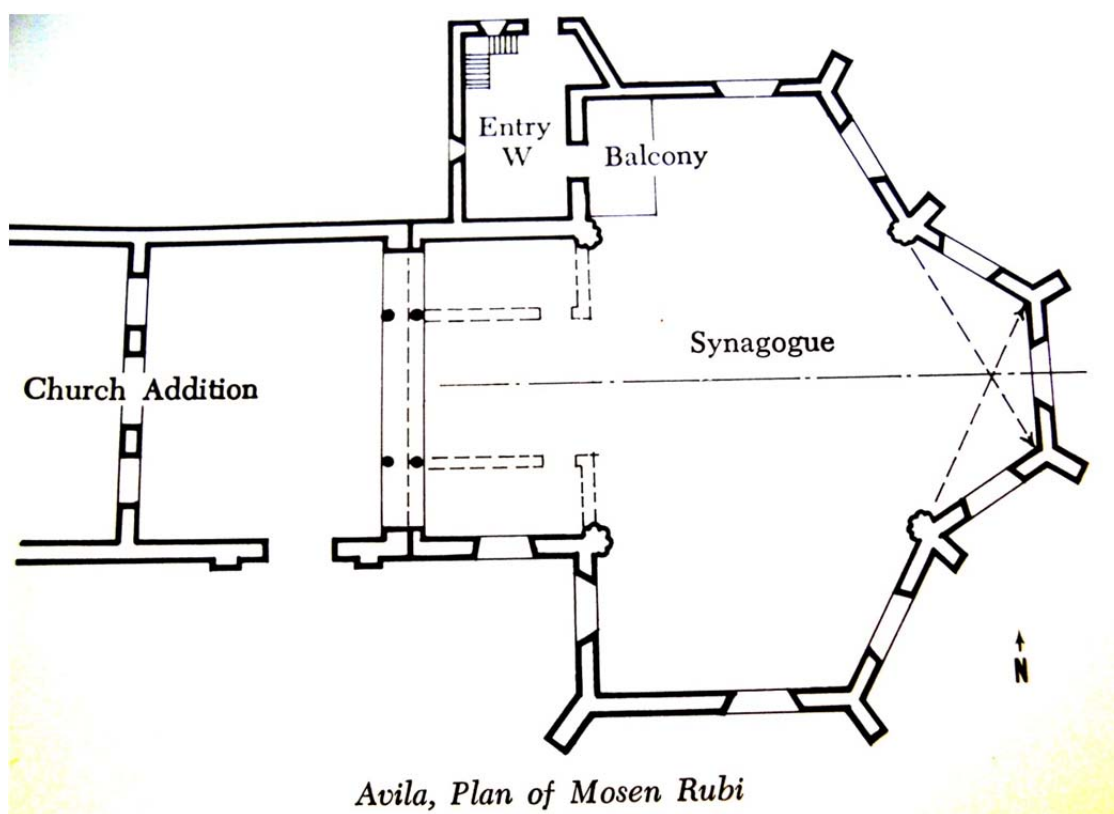 Entry
W
Balcony
Synagogue
Church Addition
N
Avila, Plan of Mosen Rubi